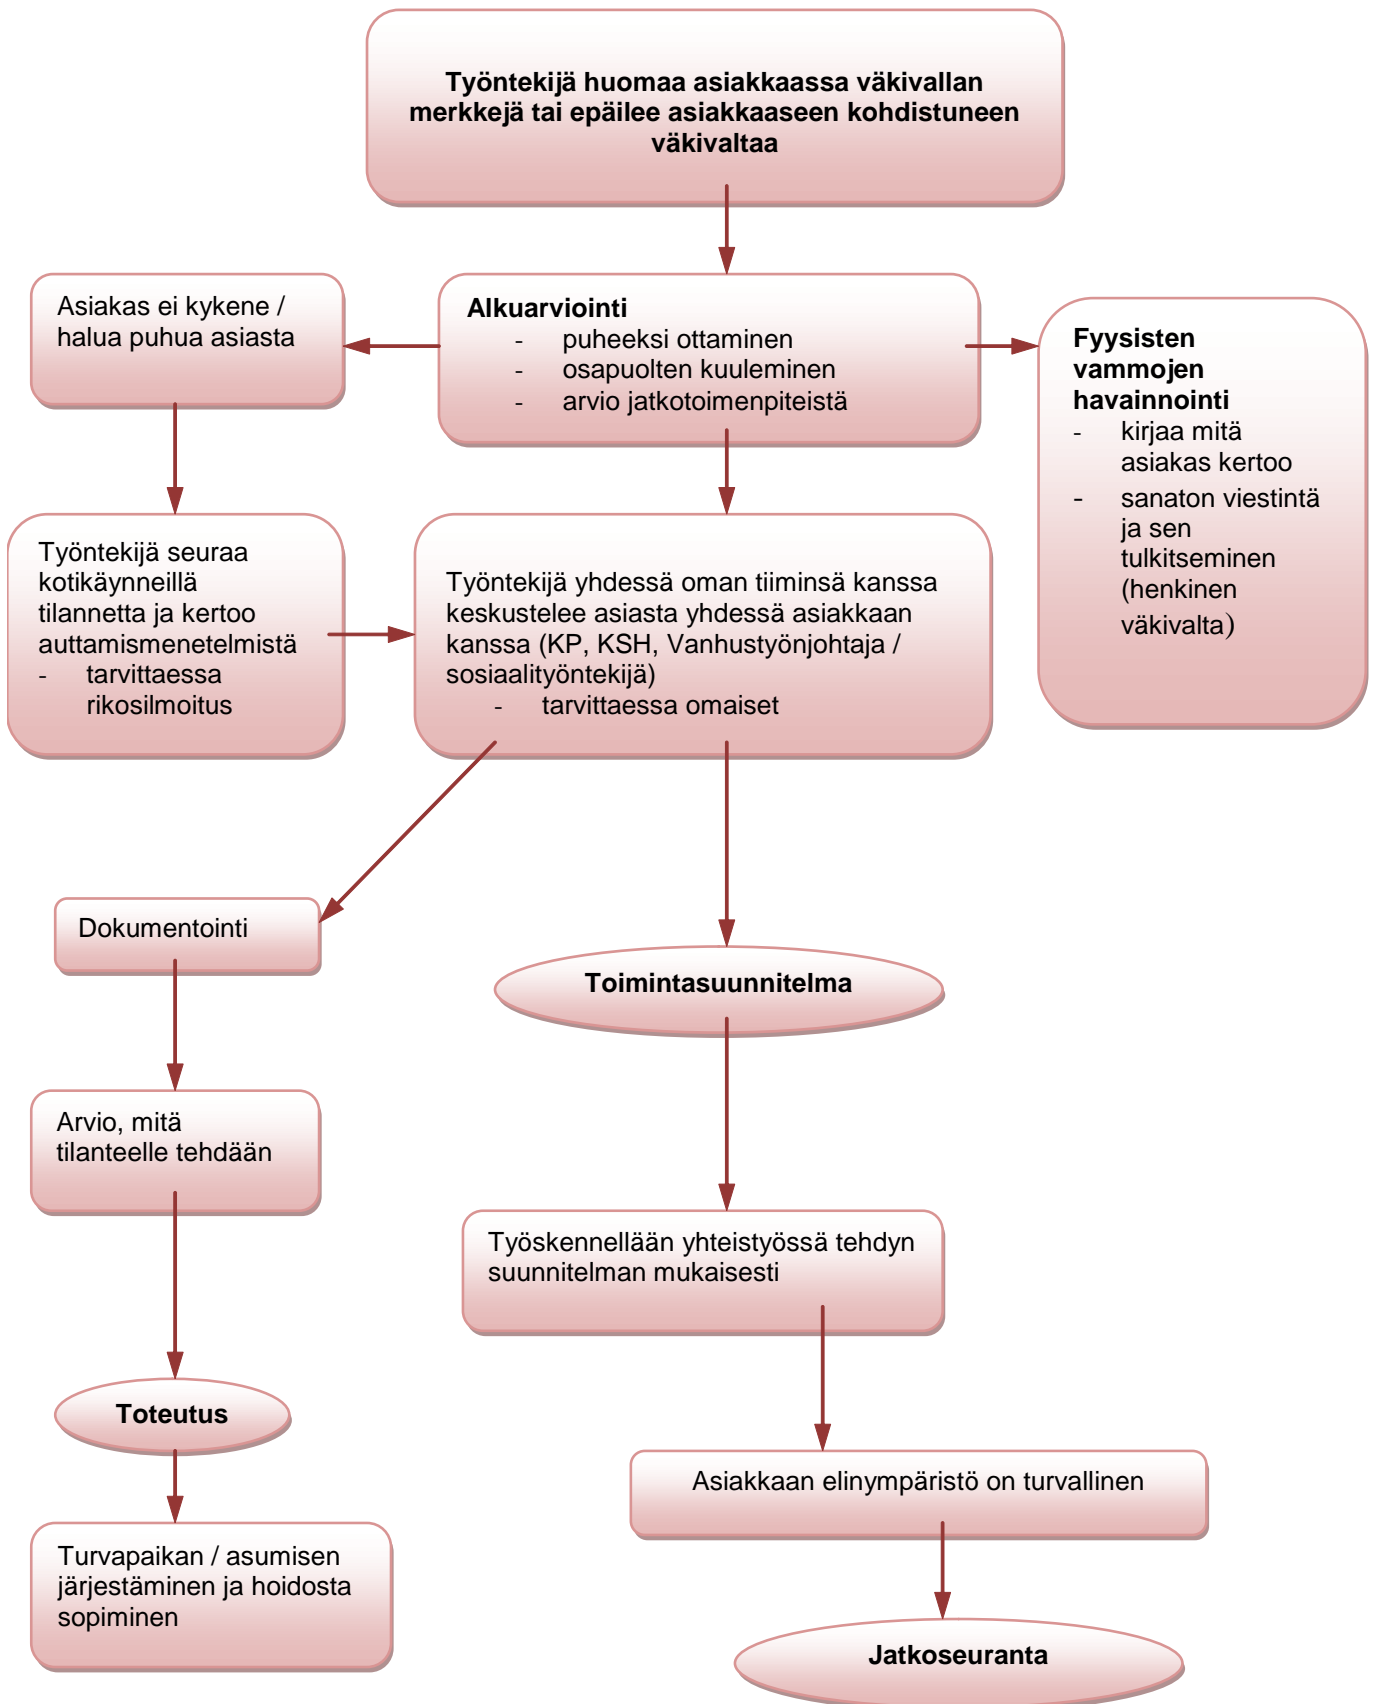 Työntekijä huomaa asiakkaassa väkivallan
merkkejä tai epäilee asiakkaaseen kohdistuneen
väkivaltaa
Asiakas ei kykene /
halua puhua asiasta
Alkuarviointi
- puheeksi ottaminen
- osapuolten kuuleminen
- arvio jatkotoimenpiteistä
Fyysisten
vammojen
havainnointi
- kirjaa mitä
asiakas kertoo
- sanaton viestintä
ja sen
tulkitseminen
(henkinen
väkivalta)
Työntekijä seuraa
kotikäynneillä
tilannetta ja kertoo
auttamismenetelmistä
- tarvittaessa
rikosilmoitus
Työntekijä yhdessä oman tiiminsä kanssa
keskustelee asiasta yhdessä asiakkaan
kanssa (KP, KSH, Vanhustyönjohtaja /
sosiaalityöntekijä)
- tarvittaessa omaiset
Dokumentointi
Toimintasuunnitelma
Arvio, mitä
tilanteelle tehdään
Työskennellään yhteistyössä tehdyn
suunnitelman mukaisesti
Toteutus
Asiakkaan elinympäristö on turvallinen
Turvapaikan / asumisen
järjestäminen ja hoidosta
sopiminen
Jatkoseuranta